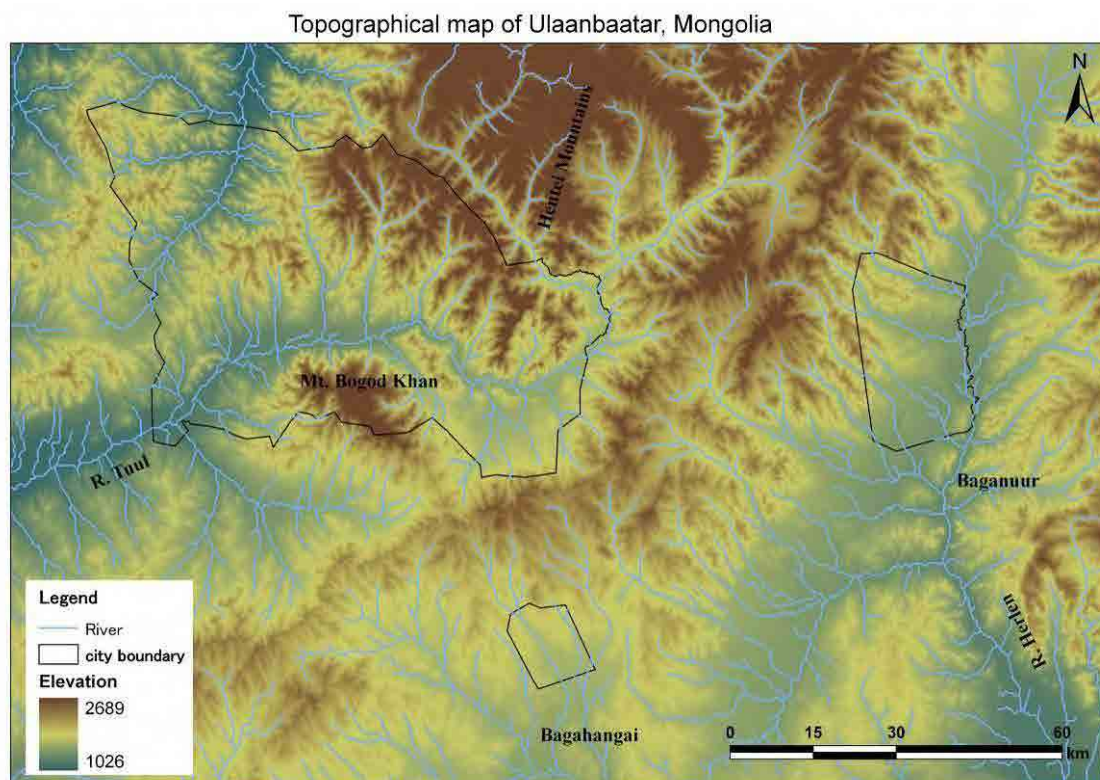 Topographical map of Ulaanbaatar, Mongolia
N
Hentei Mountains
Mt. Bogod Khan
R. Tuul
Baganuur
R. Herlen
Bagahangai
Legend
River
city boundary
Elevation
2689
1026
0 15 30 60
km